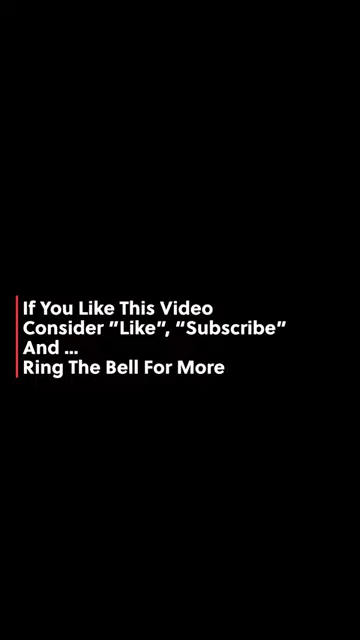 If You Like This Video
Consider “Like”, “Subscribe”
And ...
Ring The Bell For More